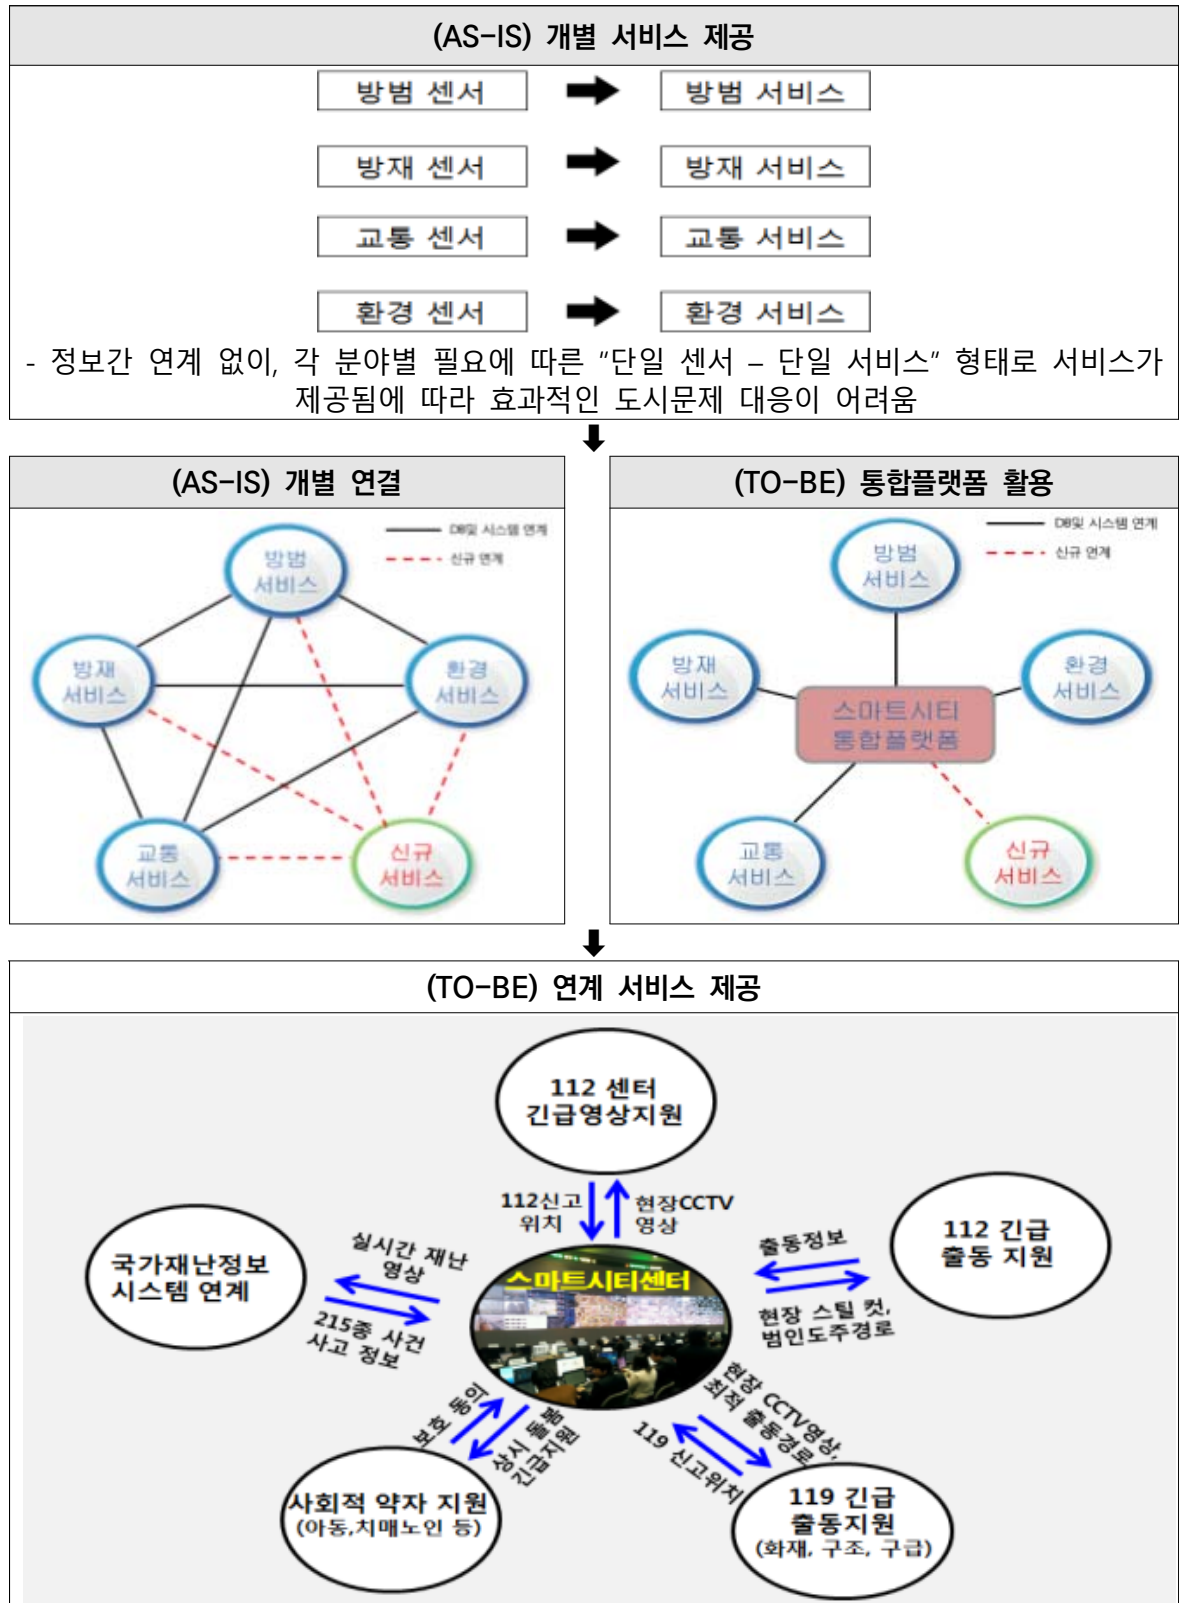 (AS-IS) 개별 서비스 제공
방범 센서
방범 서비스
방재 센서
방재 서비스
교통 센서
교통 서비스
환경 센서
환경 서비스
- 정보간 연계 없이, 각 분야별 필요에 따른 "단일 센서 – 단일 서비스" 형태로 서비스가
제공됨에 따라 효과적인 도시문제 대응이 어려움
(AS-IS) 개별 연결
DB및 시스템 연계
신규 연계
방범
서비스
방재
서비스
환경
서비스
교통
서비스
신규
서비스
(TO-BE) 통합플랫폼 활용
DB및 시스템 연계
신규 연계
방범
서비스
방재
서비스
환경
서비스
스마트시티
통합플랫폼
교통
서비스
신규
서비스
(TO-BE) 연계 서비스 제공
112 센터
긴급영상지원
112신고
위치
현장CCTV
영상
국가재난정보
시스템 연계
실시간 재난
영상
215종 사건
사고 정보
스마트시티센터
출동정보
현장 스틸 컷,
범인도주경로
112 긴급
출동 지원
보호 동의
상시 돌봄
긴급지원
사회적 약자 지원
(아동,치매노인 등)
119 신고위치
현장 CCTV영상,
최적 출동경로
119 긴급
출동지원
(화재, 구조, 구급)